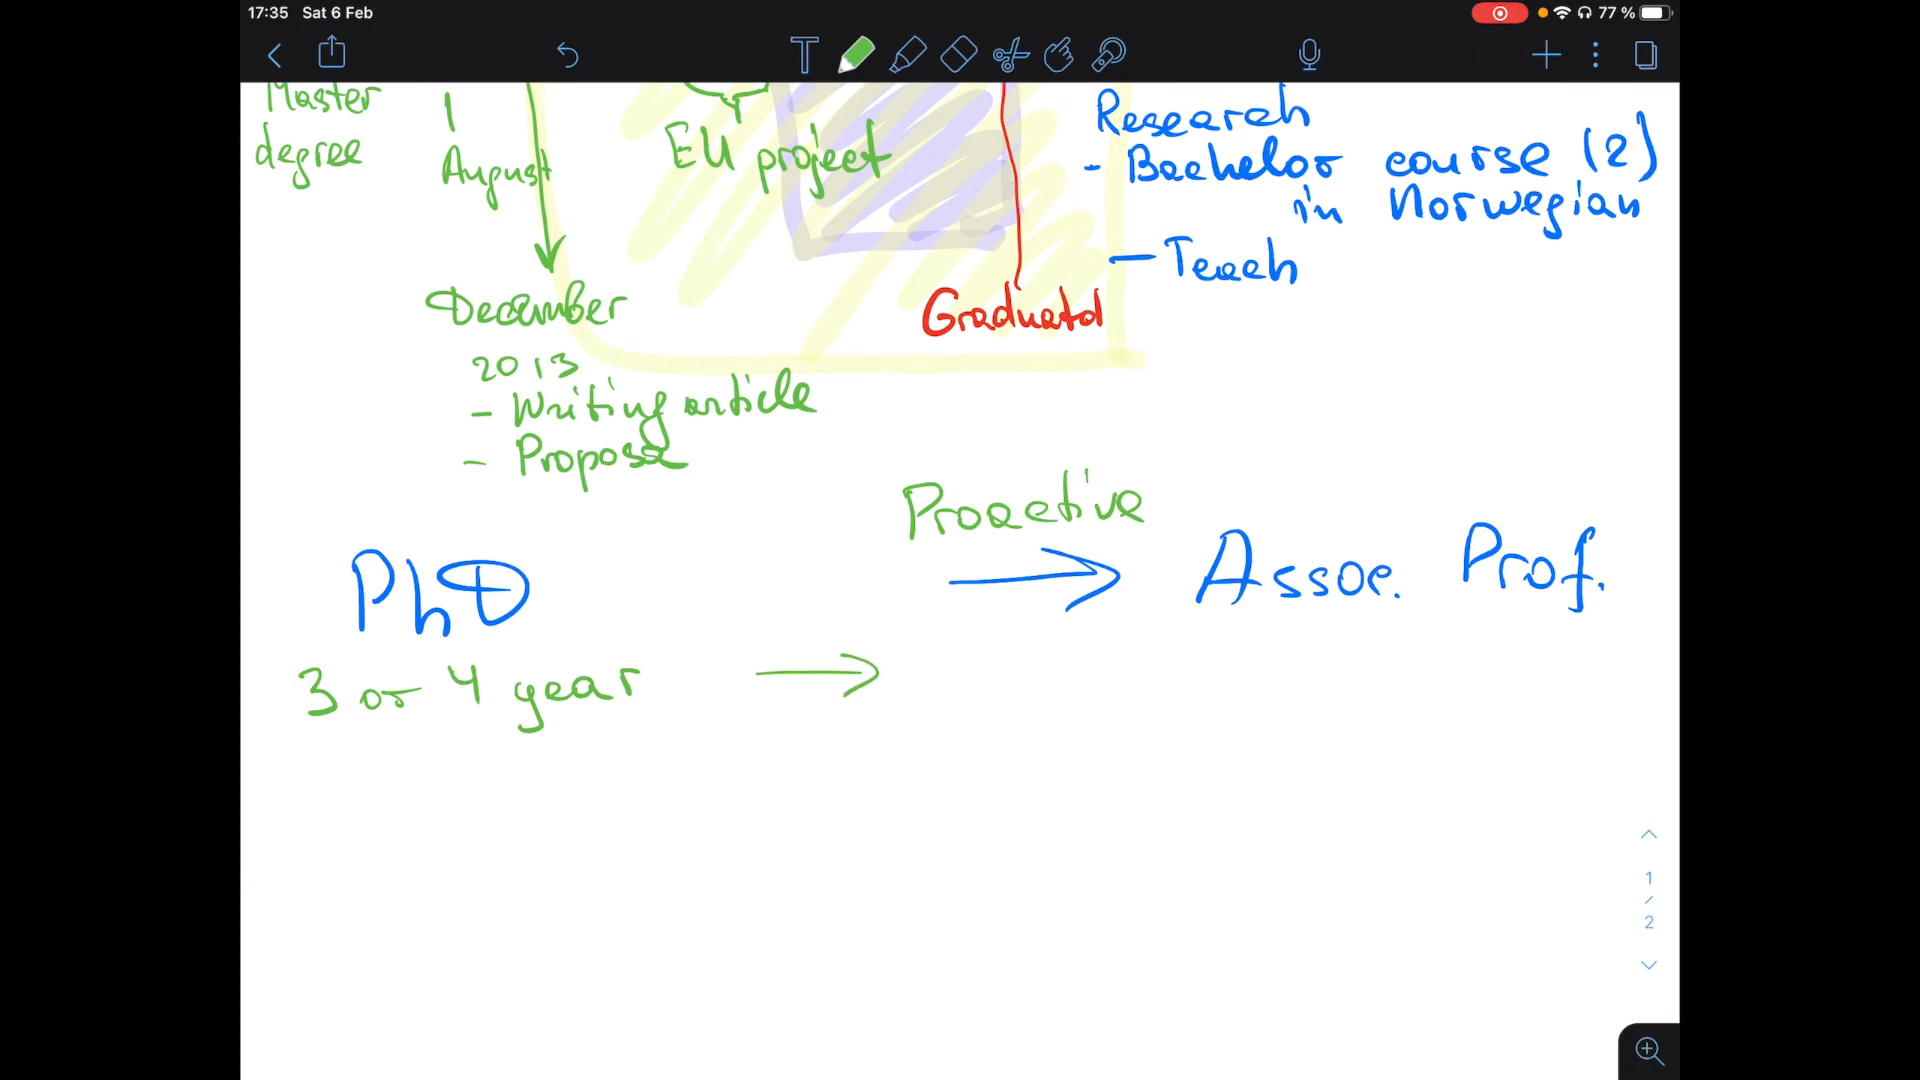 17:35 Sat 6 Feb
77 %
Master
degree
1
August
EU project
Research
- Bachelor course (2)
in Norwegian
- Teach
Graduated
December
2013
- Writing article
- Proposal
Proactive
PhD
Assoc. Prof.
3 or 4 year
1
/
2